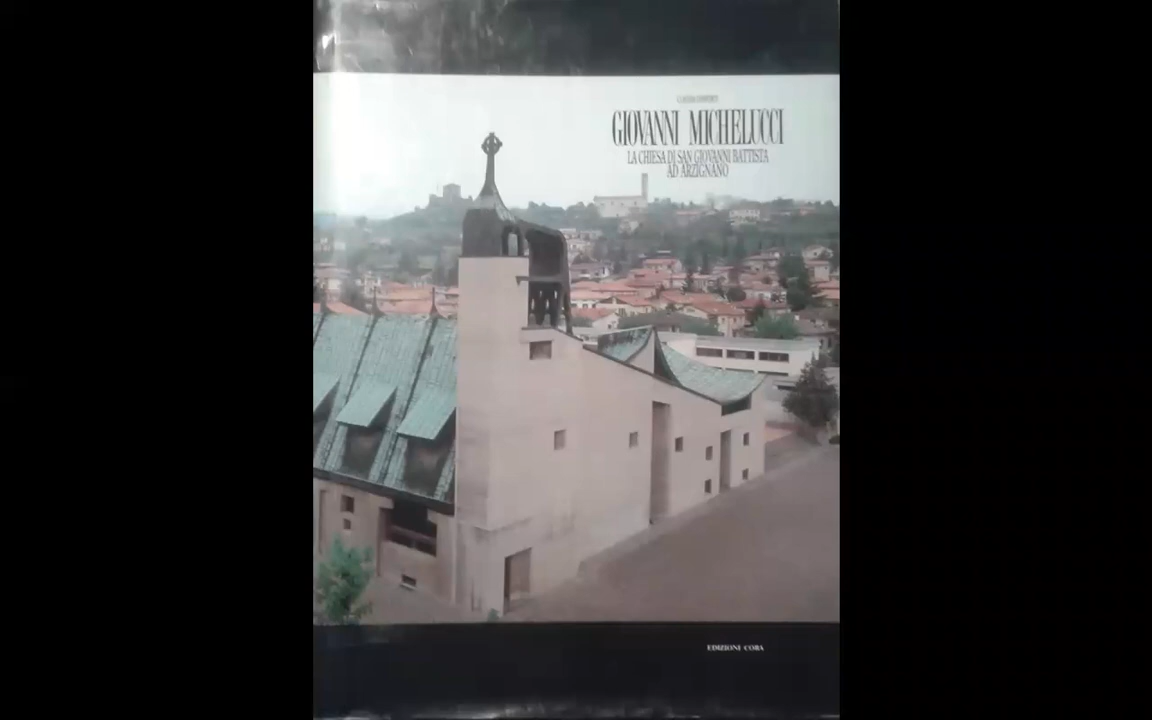 GIOVANNI MICHELUCCI
LA CHIESA DI SAN GIOVANNI BATTISTA
AD ARZIGNANO
EDIZIONI CORA